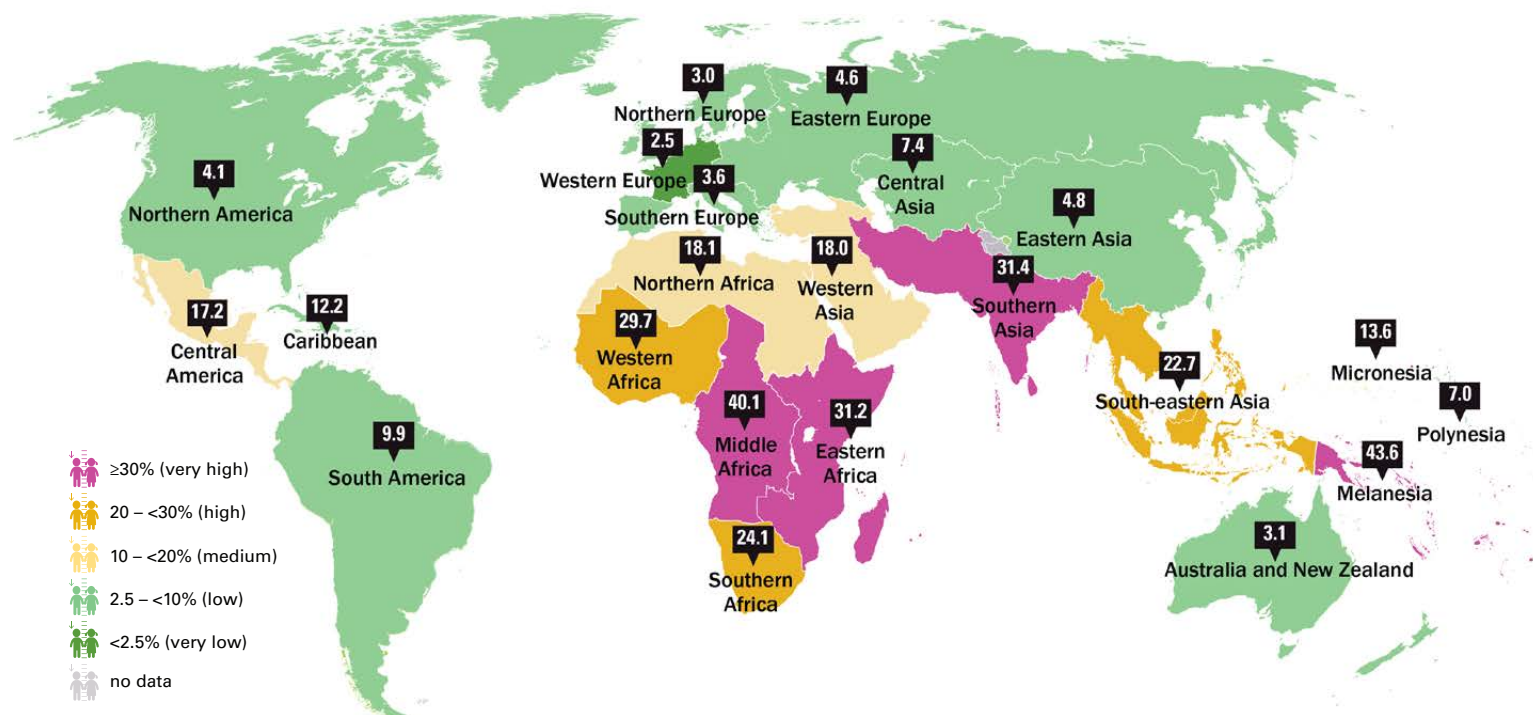 3.0
Northern Europe
4.6
Eastern Europe
2.5
Western Europe
3.6
Southern Europe
7.4
Central
Asia
4.1
Northern America
4.8
Eastern Asia
18.1
Northern Africa
18.0
Western
Asia
31.4
Southern
Asia
17.2
Central
America
12.2
Caribbean
29.7
Western
Africa
13.6
Micronesia
22.7
South-eastern Asia
7.0
Polynesia
40.1
Middle
Africa
31.2
Eastern
Africa
9.9
South America
43.6
Melanesia
24.1
Southern
Africa
3.1
Australia and New Zealand
≥30% (very high)
20 – <30% (high)
10 – <20% (medium)
2.5 – <10% (low)
<2.5% (very low)
no data